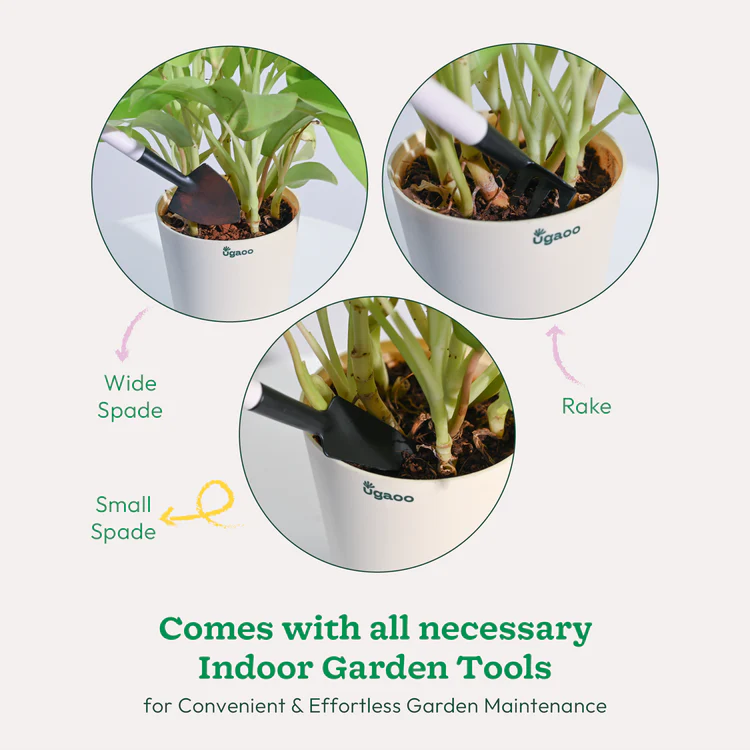 ugaoo
ugaoo
Wide
Spade
Rake
ugaoo
Small
Spade
Comes with all necessary
Indoor Garden Tools
for Convenient & Effortless Garden Maintenance